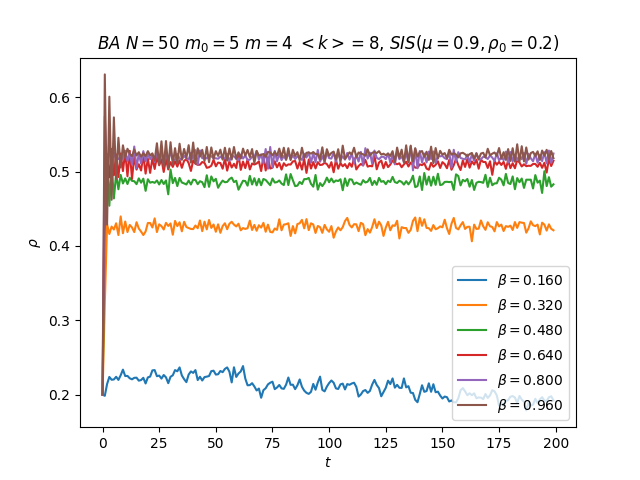 BA N = 50 m₀ = 5 m = 4 < k > = 8, SIS(μ = 0.9, ρ₀ = 0.2)
0.6
0.5
0.4
0.3
0.2
ρ
β = 0.160
β = 0.320
β = 0.480
β = 0.640
β = 0.800
β = 0.960
0 25 50 75 100 125 150 175 200
t